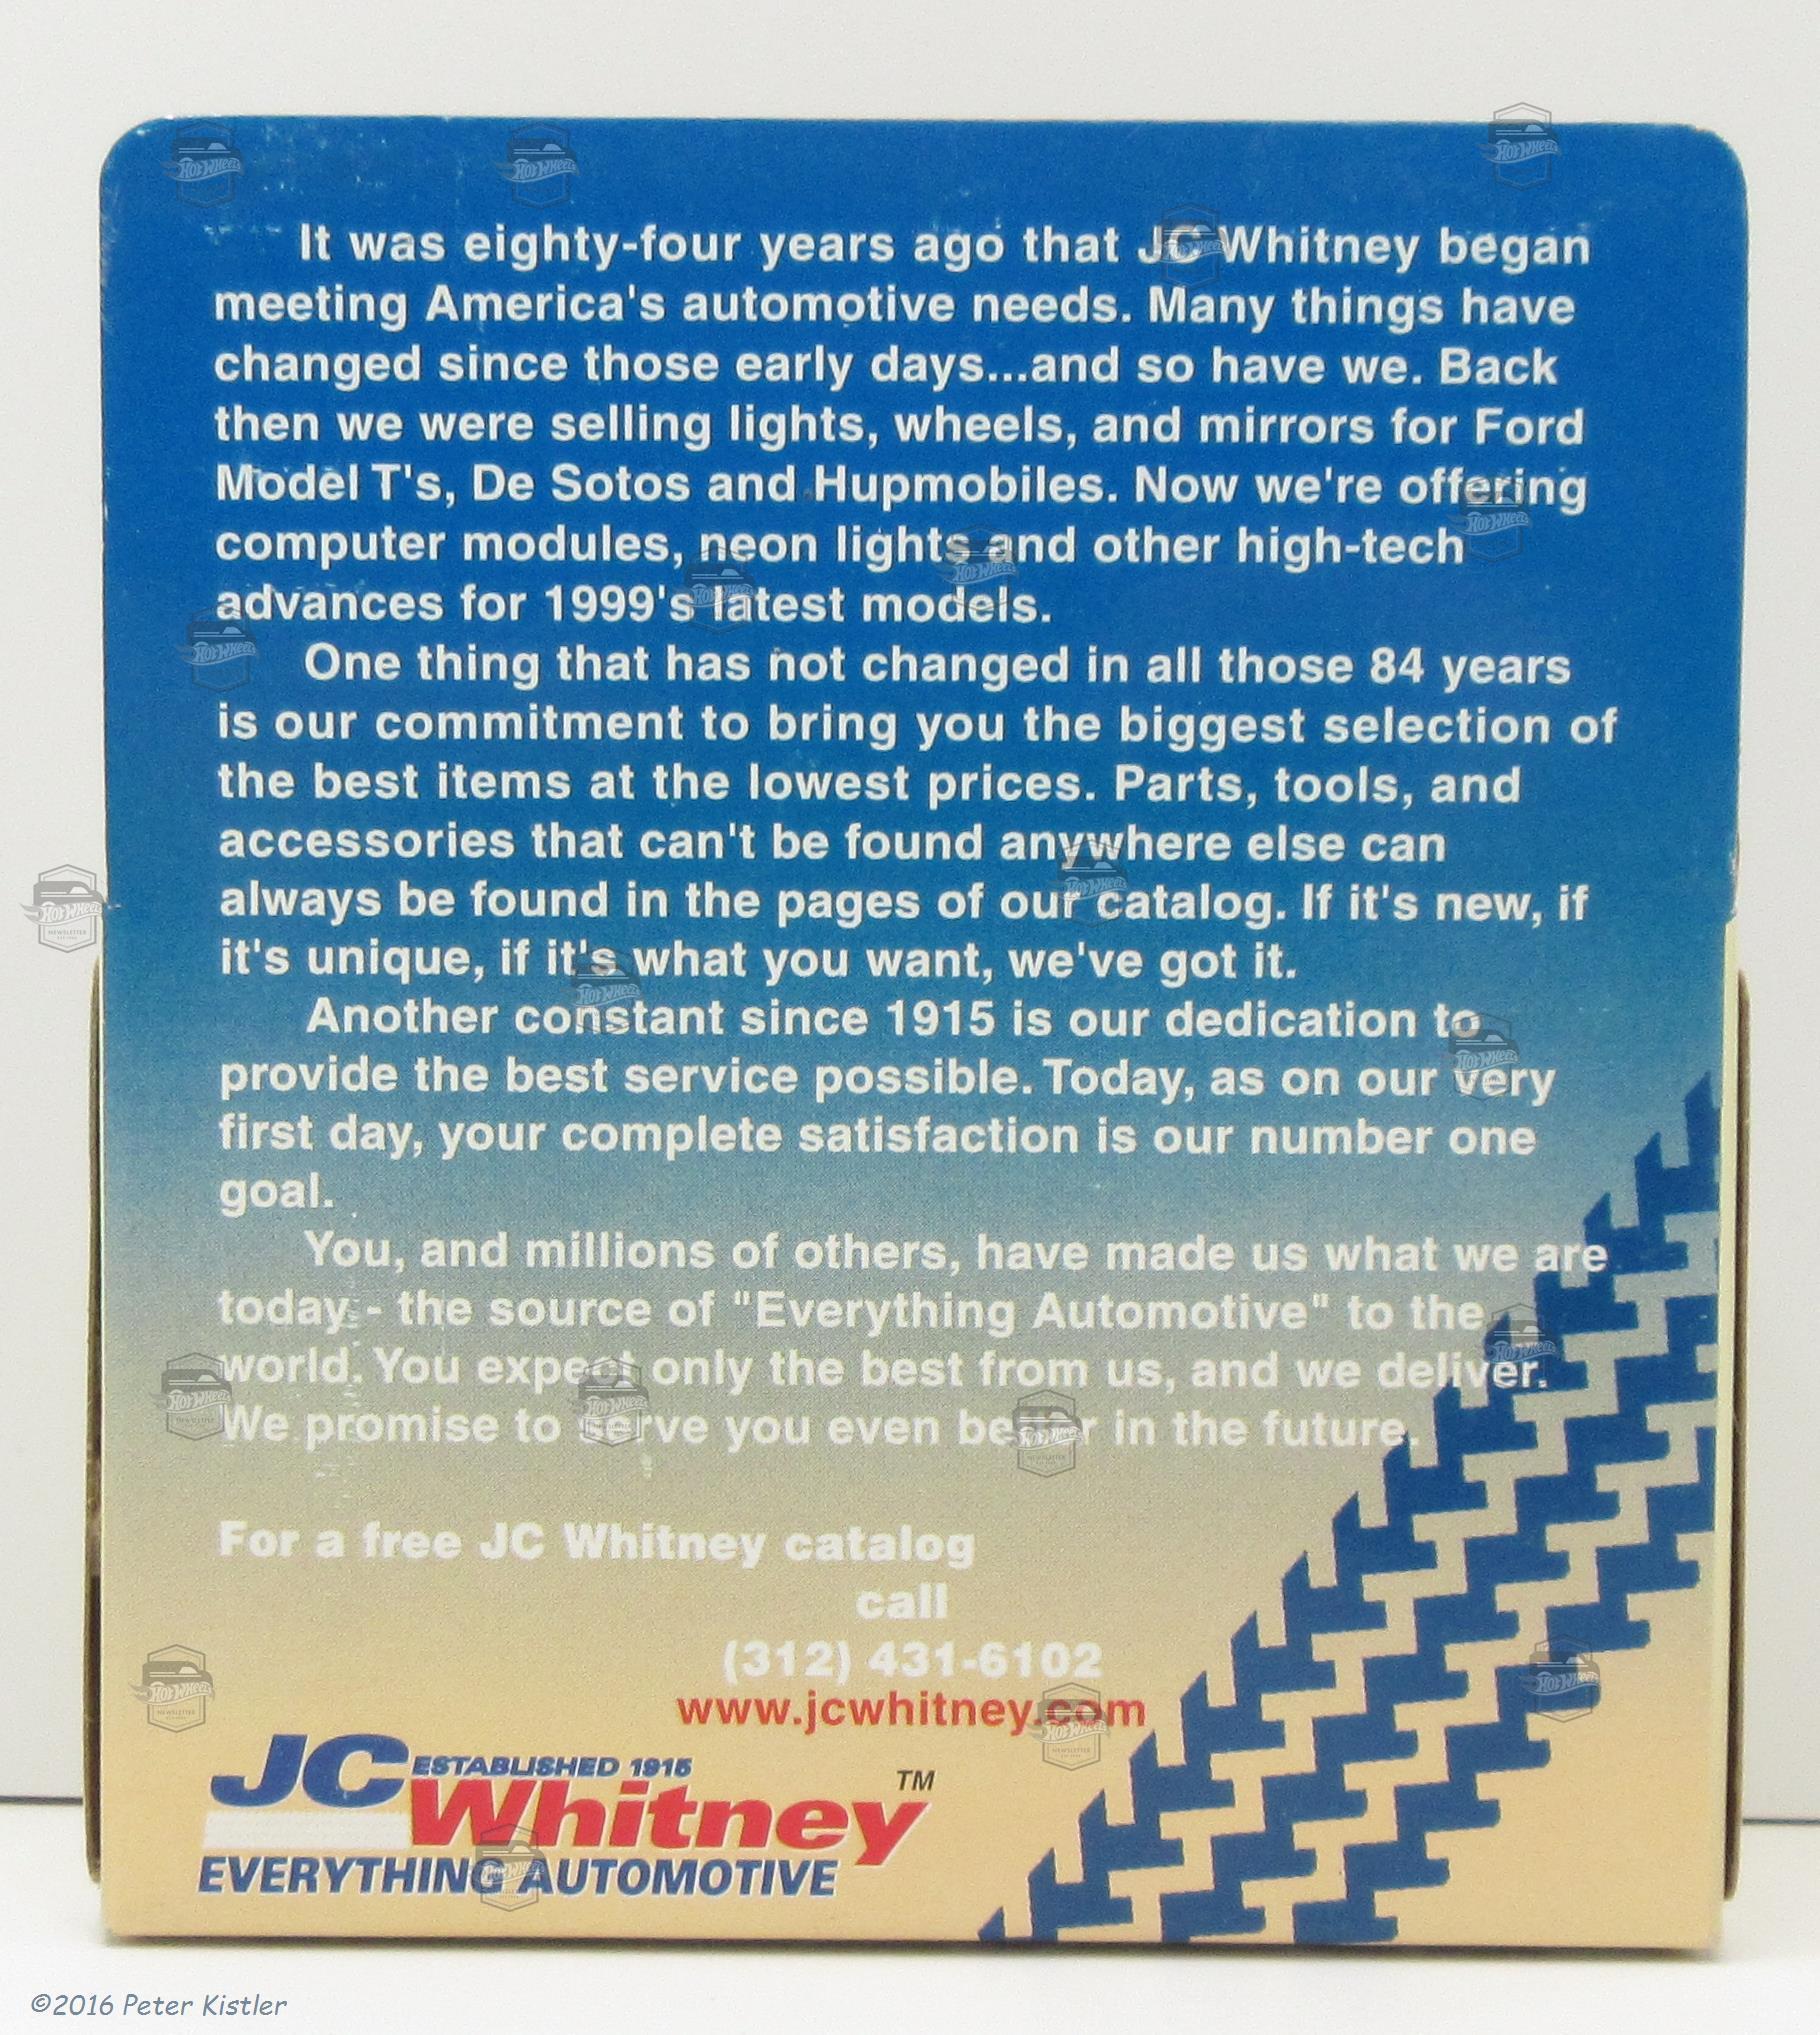 It was eighty-four years ago that JC Whitney began
meeting America's automotive needs. Many things have
changed since those early days...and so have we. Back
then we were selling lights, wheels, and mirrors for Ford
Model T's, De Sotos and Hupmobiles. Now we're offering
computer modules, neon lights and other high-tech
advances for 1999's latest models.
One thing that has not changed in all those 84 years
is our commitment to bring you the biggest selection of
the best items at the lowest prices. Parts, tools, and
accessories that can't be found anywhere else can
always be found in the pages of our catalog. If it's new, if
it's unique, if it's what you want, we've got it.
Another constant since 1915 is our dedication to
provide the best service possible. Today, as on our very
first day, your complete satisfaction is our number one
goal.
You, and millions of others, have made us what we are
today - the source of "Everything Automotive" to the
world. You expect only the best from us, and we deliver.
We promise to serve you even better in the future.
For a free JC Whitney catalog
call
(312) 431-6102
www.jcwhitney.com
JC ESTABLISHED 1915
Whitney TM
EVERYTHING AUTOMOTIVE
©2016 Peter Kistler
HOT WHEELS
NEWSLETTER